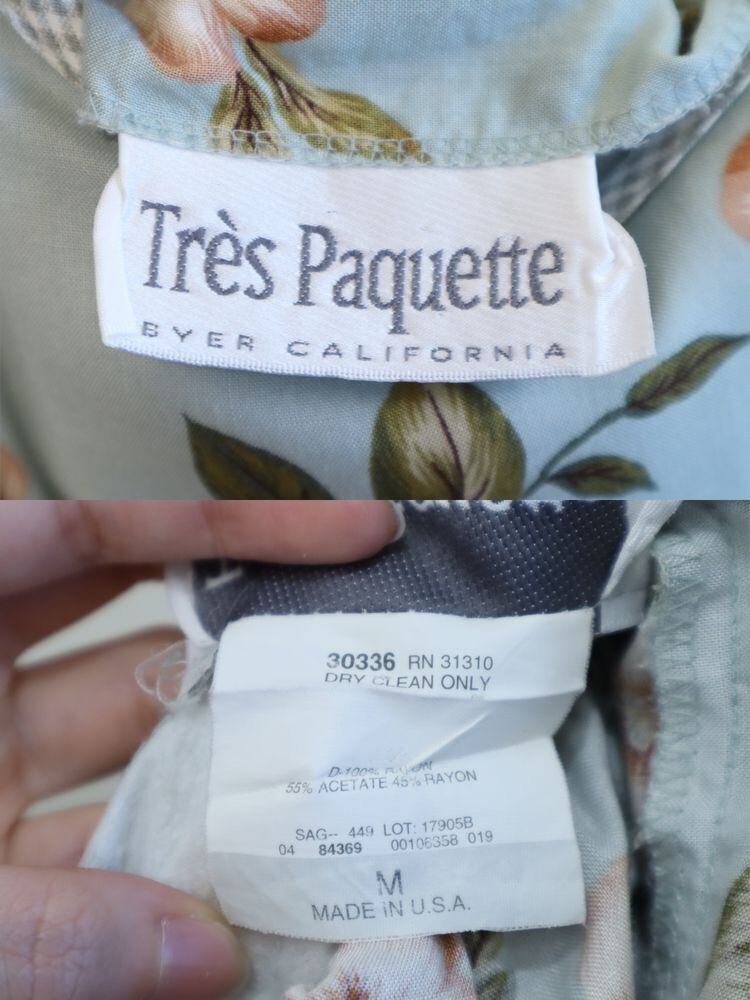 Très Paquette
BYER CALIFORNIA
30336 RN 31310
DRY CLEAN ONLY
D-100% RAYON
55% ACETATE 45% RAYON
SAG-- 449 LOT: 17905B
04 84369 00106358 019
M
MADE IN U.S.A.